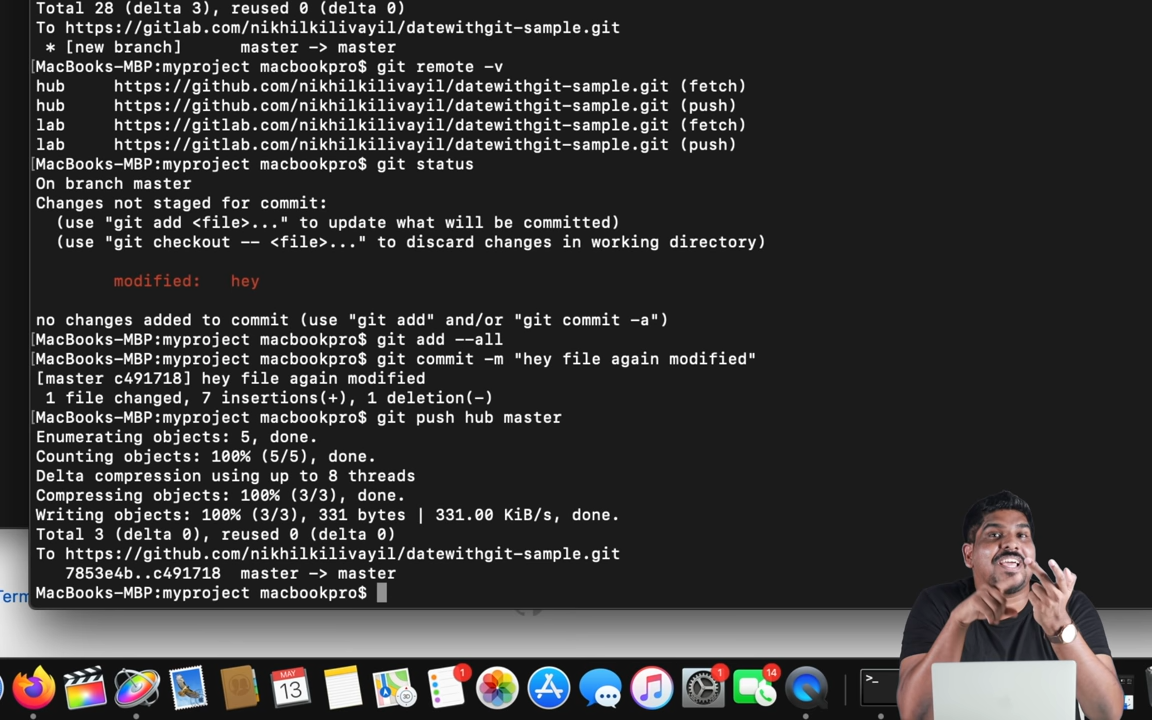 Total 28 (delta 3), reused 0 (delta 0)
To https://gitlab.com/nikhilkilivayil/datewithgit-sample.git
 * [new branch]      master -> master
[MacBooks-MBP:myproject macbookpro$ git remote -v
hub     https://github.com/nikhilkilivayil/datewithgit-sample.git (fetch)
hub     https://github.com/nikhilkilivayil/datewithgit-sample.git (push)
lab     https://gitlab.com/nikhilkilivayil/datewithgit-sample.git (fetch)
lab     https://gitlab.com/nikhilkilivayil/datewithgit-sample.git (push)
[MacBooks-MBP:myproject macbookpro$ git status
On branch master
Changes not staged for commit:
  (use "git add <file>..." to update what will be committed)
  (use "git checkout -- <file>..." to discard changes in working directory)
        modified:   hey
no changes added to commit (use "git add" and/or "git commit -a")
[MacBooks-MBP:myproject macbookpro$ git add --all
[MacBooks-MBP:myproject macbookpro$ git commit -m "hey file again modified"
[master c491718] hey file again modified
 1 file changed, 7 insertions(+), 1 deletion(-)
[MacBooks-MBP:myproject macbookpro$ git push hub master
Enumerating objects: 5, done.
Counting objects: 100% (5/5), done.
Delta compression using up to 8 threads
Compressing objects: 100% (3/3), done.
Writing objects: 100% (3/3), 331 bytes | 331.00 KiB/s, done.
Total 3 (delta 0), reused 0 (delta 0)
To https://github.com/nikhilkilivayil/datewithgit-sample.git
   7853e4b..c491718  master -> master
MacBooks-MBP:myproject macbookpro$
Term
MAY
13
3D
1
1
14
>_